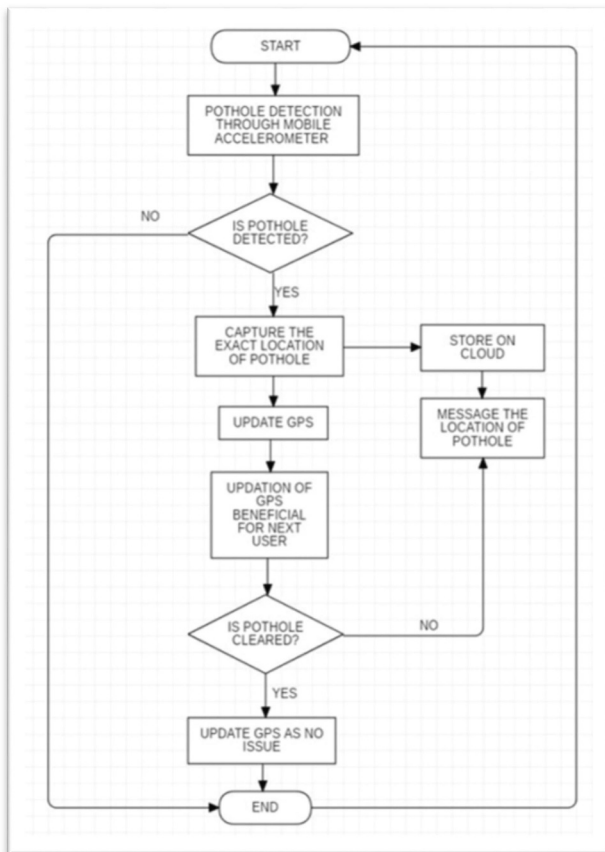 START
POTHOLE DETECTION
THROUGH MOBILE
ACCELEROMETER
NO
IS POTHOLE
DETECTED?
YES
CAPTURE THE
EXACT LOCATION
OF POTHOLE
STORE ON
CLOUD
UPDATE GPS
MESSAGE THE
LOCATION OF
POTHOLE
UPDATION OF
GPS
BENEFICIAL
FOR NEXT
USER
IS POTHOLE
CLEARED?
NO
YES
UPDATE GPS AS NO
ISSUE
END